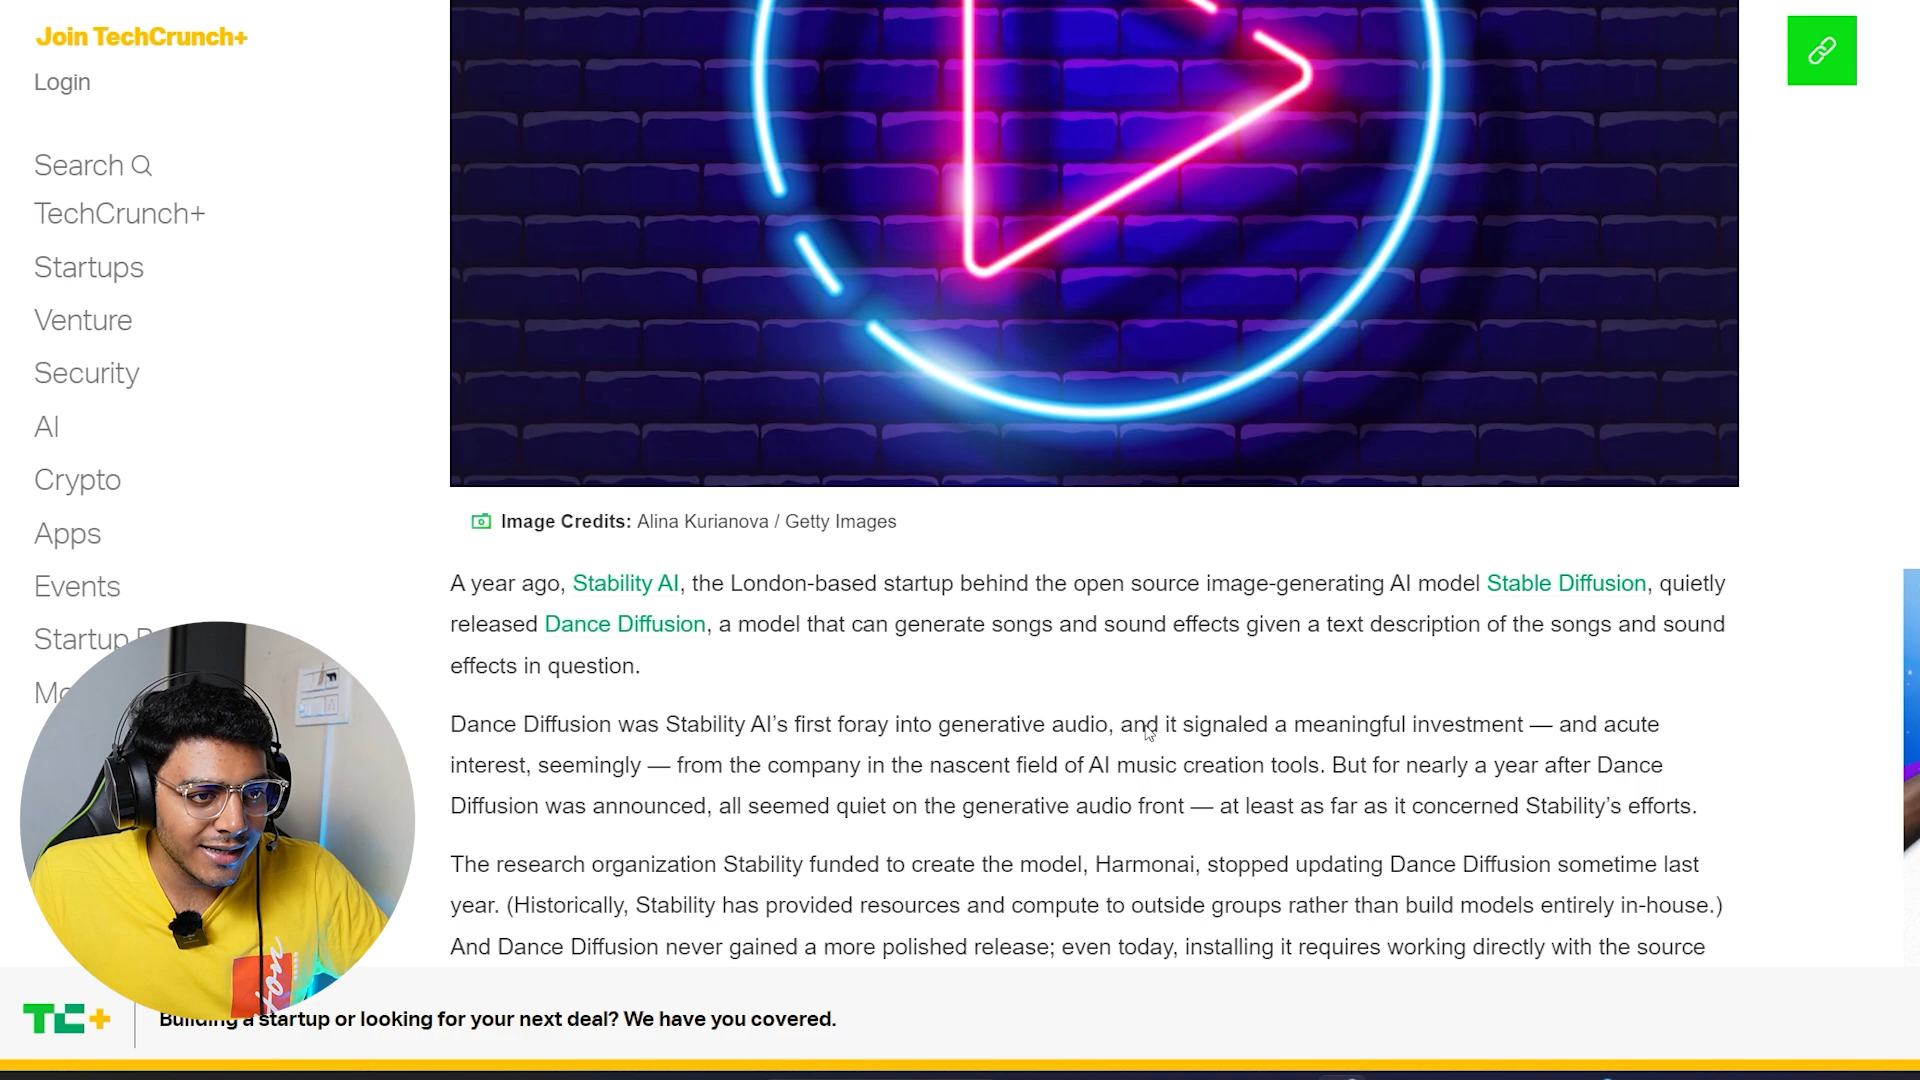 Join TechCrunch+
Login
Search
TechCrunch+
Startups
Venture
Security
AI
Crypto
Apps
Events
Startup
Image Credits: Alina Kurianova / Getty Images
A year ago, Stability AI, the London-based startup behind the open source image-generating AI model Stable Diffusion, quietly
released Dance Diffusion, a model that can generate songs and sound effects given a text description of the songs and sound
effects in question.
Dance Diffusion was Stability AI’s first foray into generative audio, and it signaled a meaningful investment — and acute
interest, seemingly — from the company in the nascent field of AI music creation tools. But for nearly a year after Dance
Diffusion was announced, all seemed quiet on the generative audio front — at least as far as it concerned Stability’s efforts.
The research organization Stability funded to create the model, Harmonai, stopped updating Dance Diffusion sometime last
year. (Historically, Stability has provided resources and compute to outside groups rather than build models entirely in-house.)
And Dance Diffusion never gained a more polished release; even today, installing it requires working directly with the source
TC+
Building a startup or looking for your next deal? We have you covered.